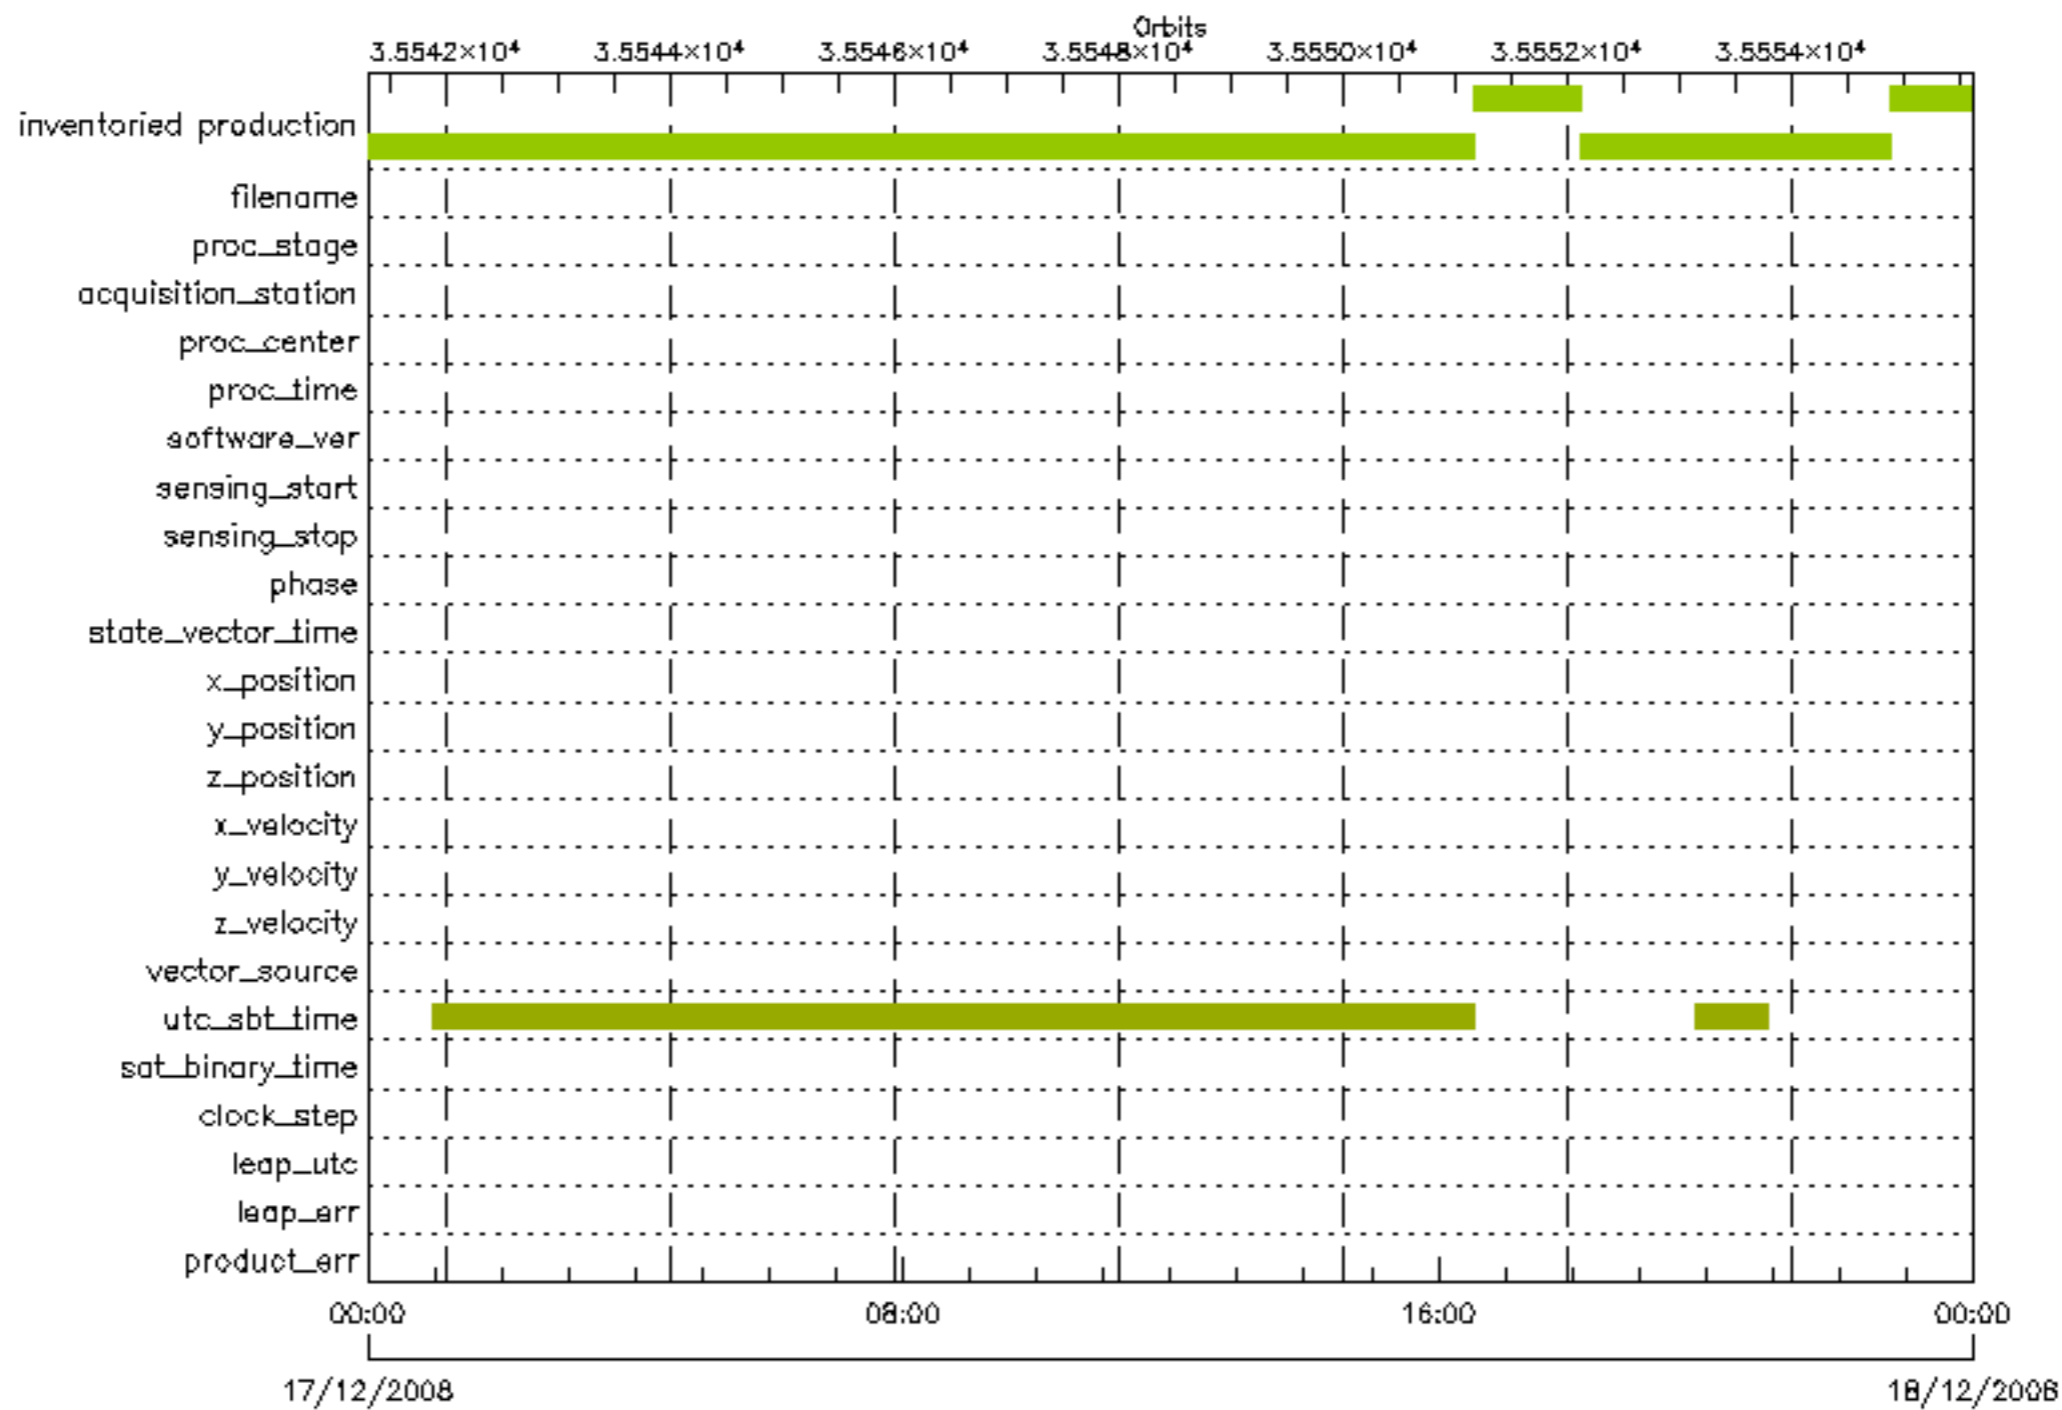 Orbits
3.5542×10⁴ 3.5544×10⁴ 3.5546×10⁴ 3.5548×10⁴ 3.5550×10⁴ 3.5552×10⁴ 3.5554×10⁴
inventoried production
filename
proc_stage
acquisition_station
proc_center
proc_time
software_ver
sensing_start
sensing_stop
phase
state_vector_time
x_position
y_position
z_position
x_velocity
y_velocity
z_velocity
vector_source
utc_sbt_time
sat_binary_time
clock_step
leap_utc
leap_err
product_err
00:00 08:00 16:00 00:00
17/12/2008 18/12/2008